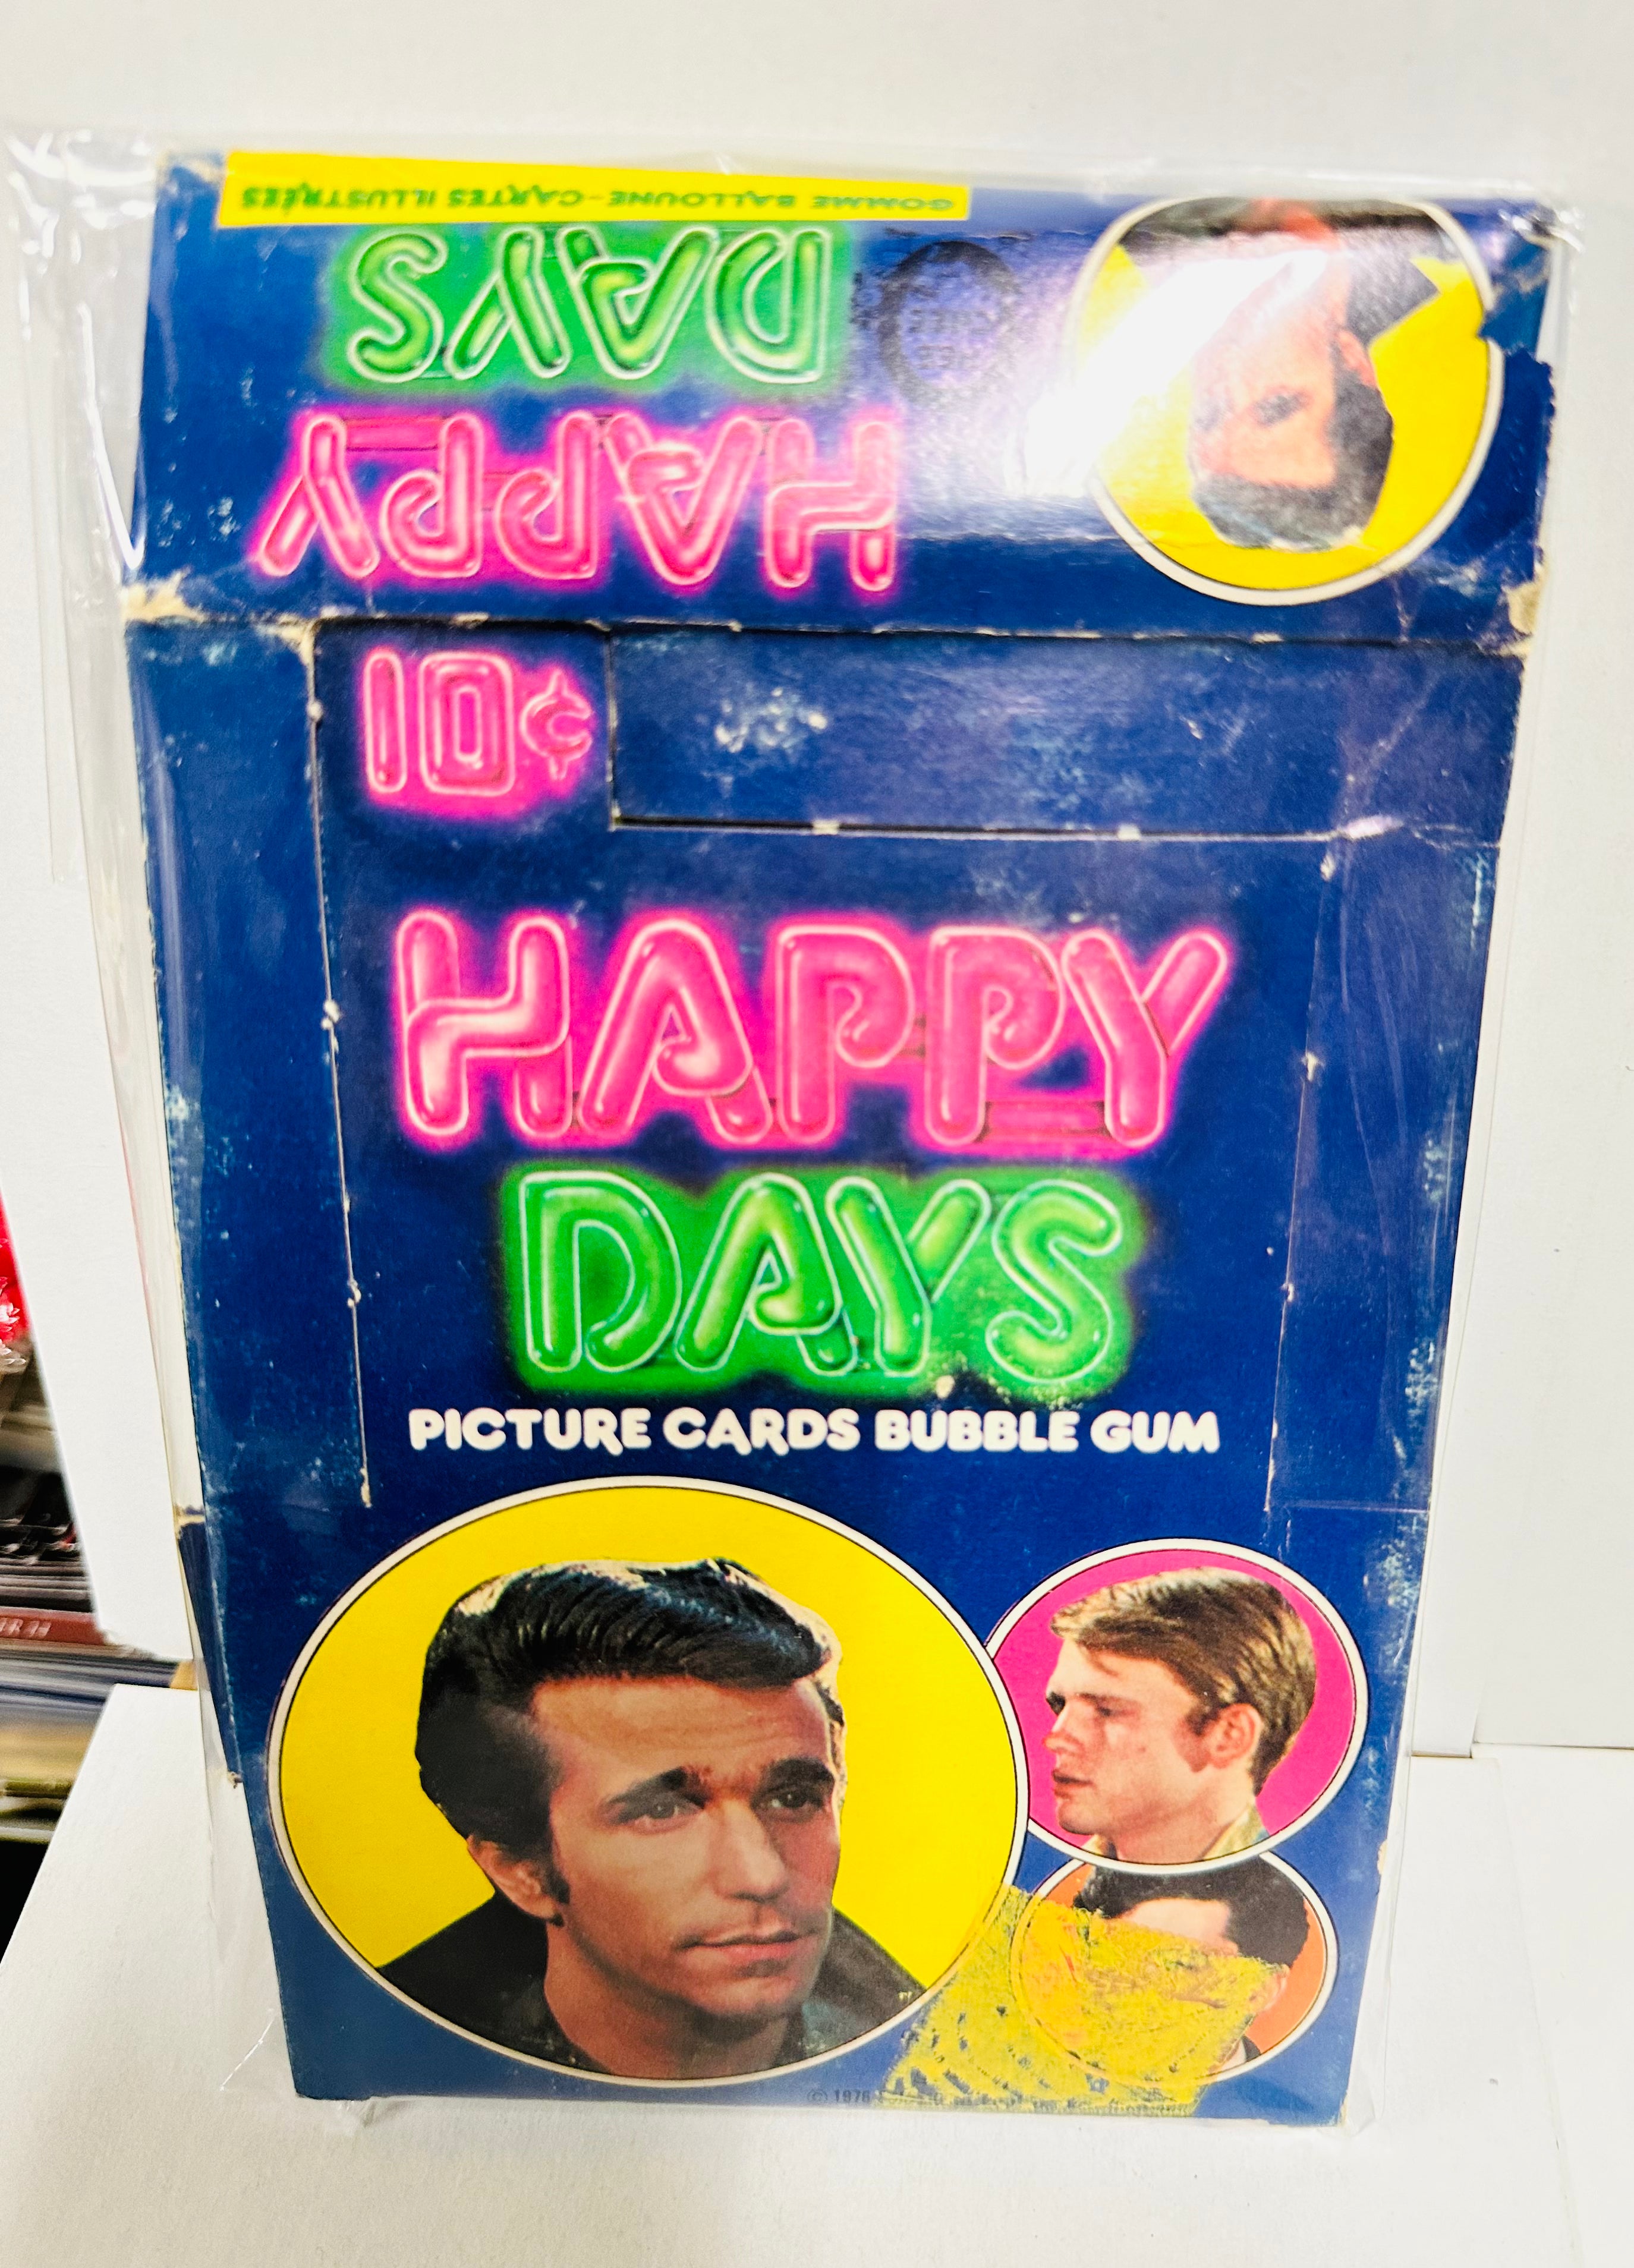 GOMME BALLOUNE-CARTES ILLUSTRÉES
HAPPY
DAYS
10¢
HAPPY
DAYS
PICTURE CARDS BUBBLE GUM
© 1976